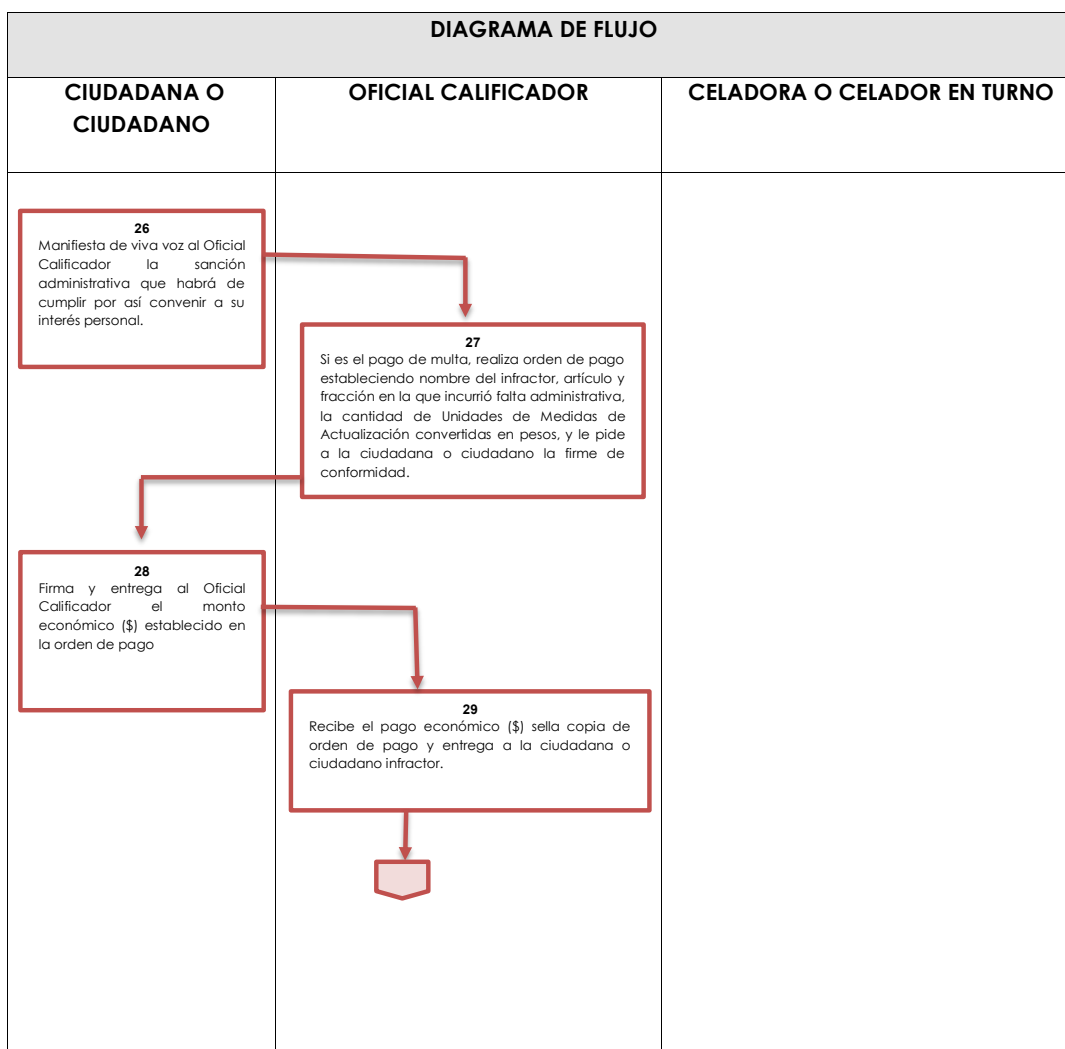 DIAGRAMA DE FLUJO
CIUDADANA O
CIUDADANO
OFICIAL CALIFICADOR
CELADORA O CELADOR EN TURNO
26
Manifiesta de viva voz al Oficial
Calificador la sanción
administrativa que habrá de
cumplir por así convenir a su
interés personal.
27
Si es el pago de multa, realiza orden de pago
estableciendo nombre del infractor, artículo y
fracción en la que incurrió falta administrativa,
la cantidad de Unidades de Medidas de
Actualización convertidas en pesos, y le pide
a la ciudadana o ciudadano la firme de
conformidad.
28
Firma y entrega al Oficial
Calificador el monto
económico ($) establecido en
la orden de pago
29
Recibe el pago económico ($) sella copia de
orden de pago y entrega a la ciudadana o
ciudadano infractor.